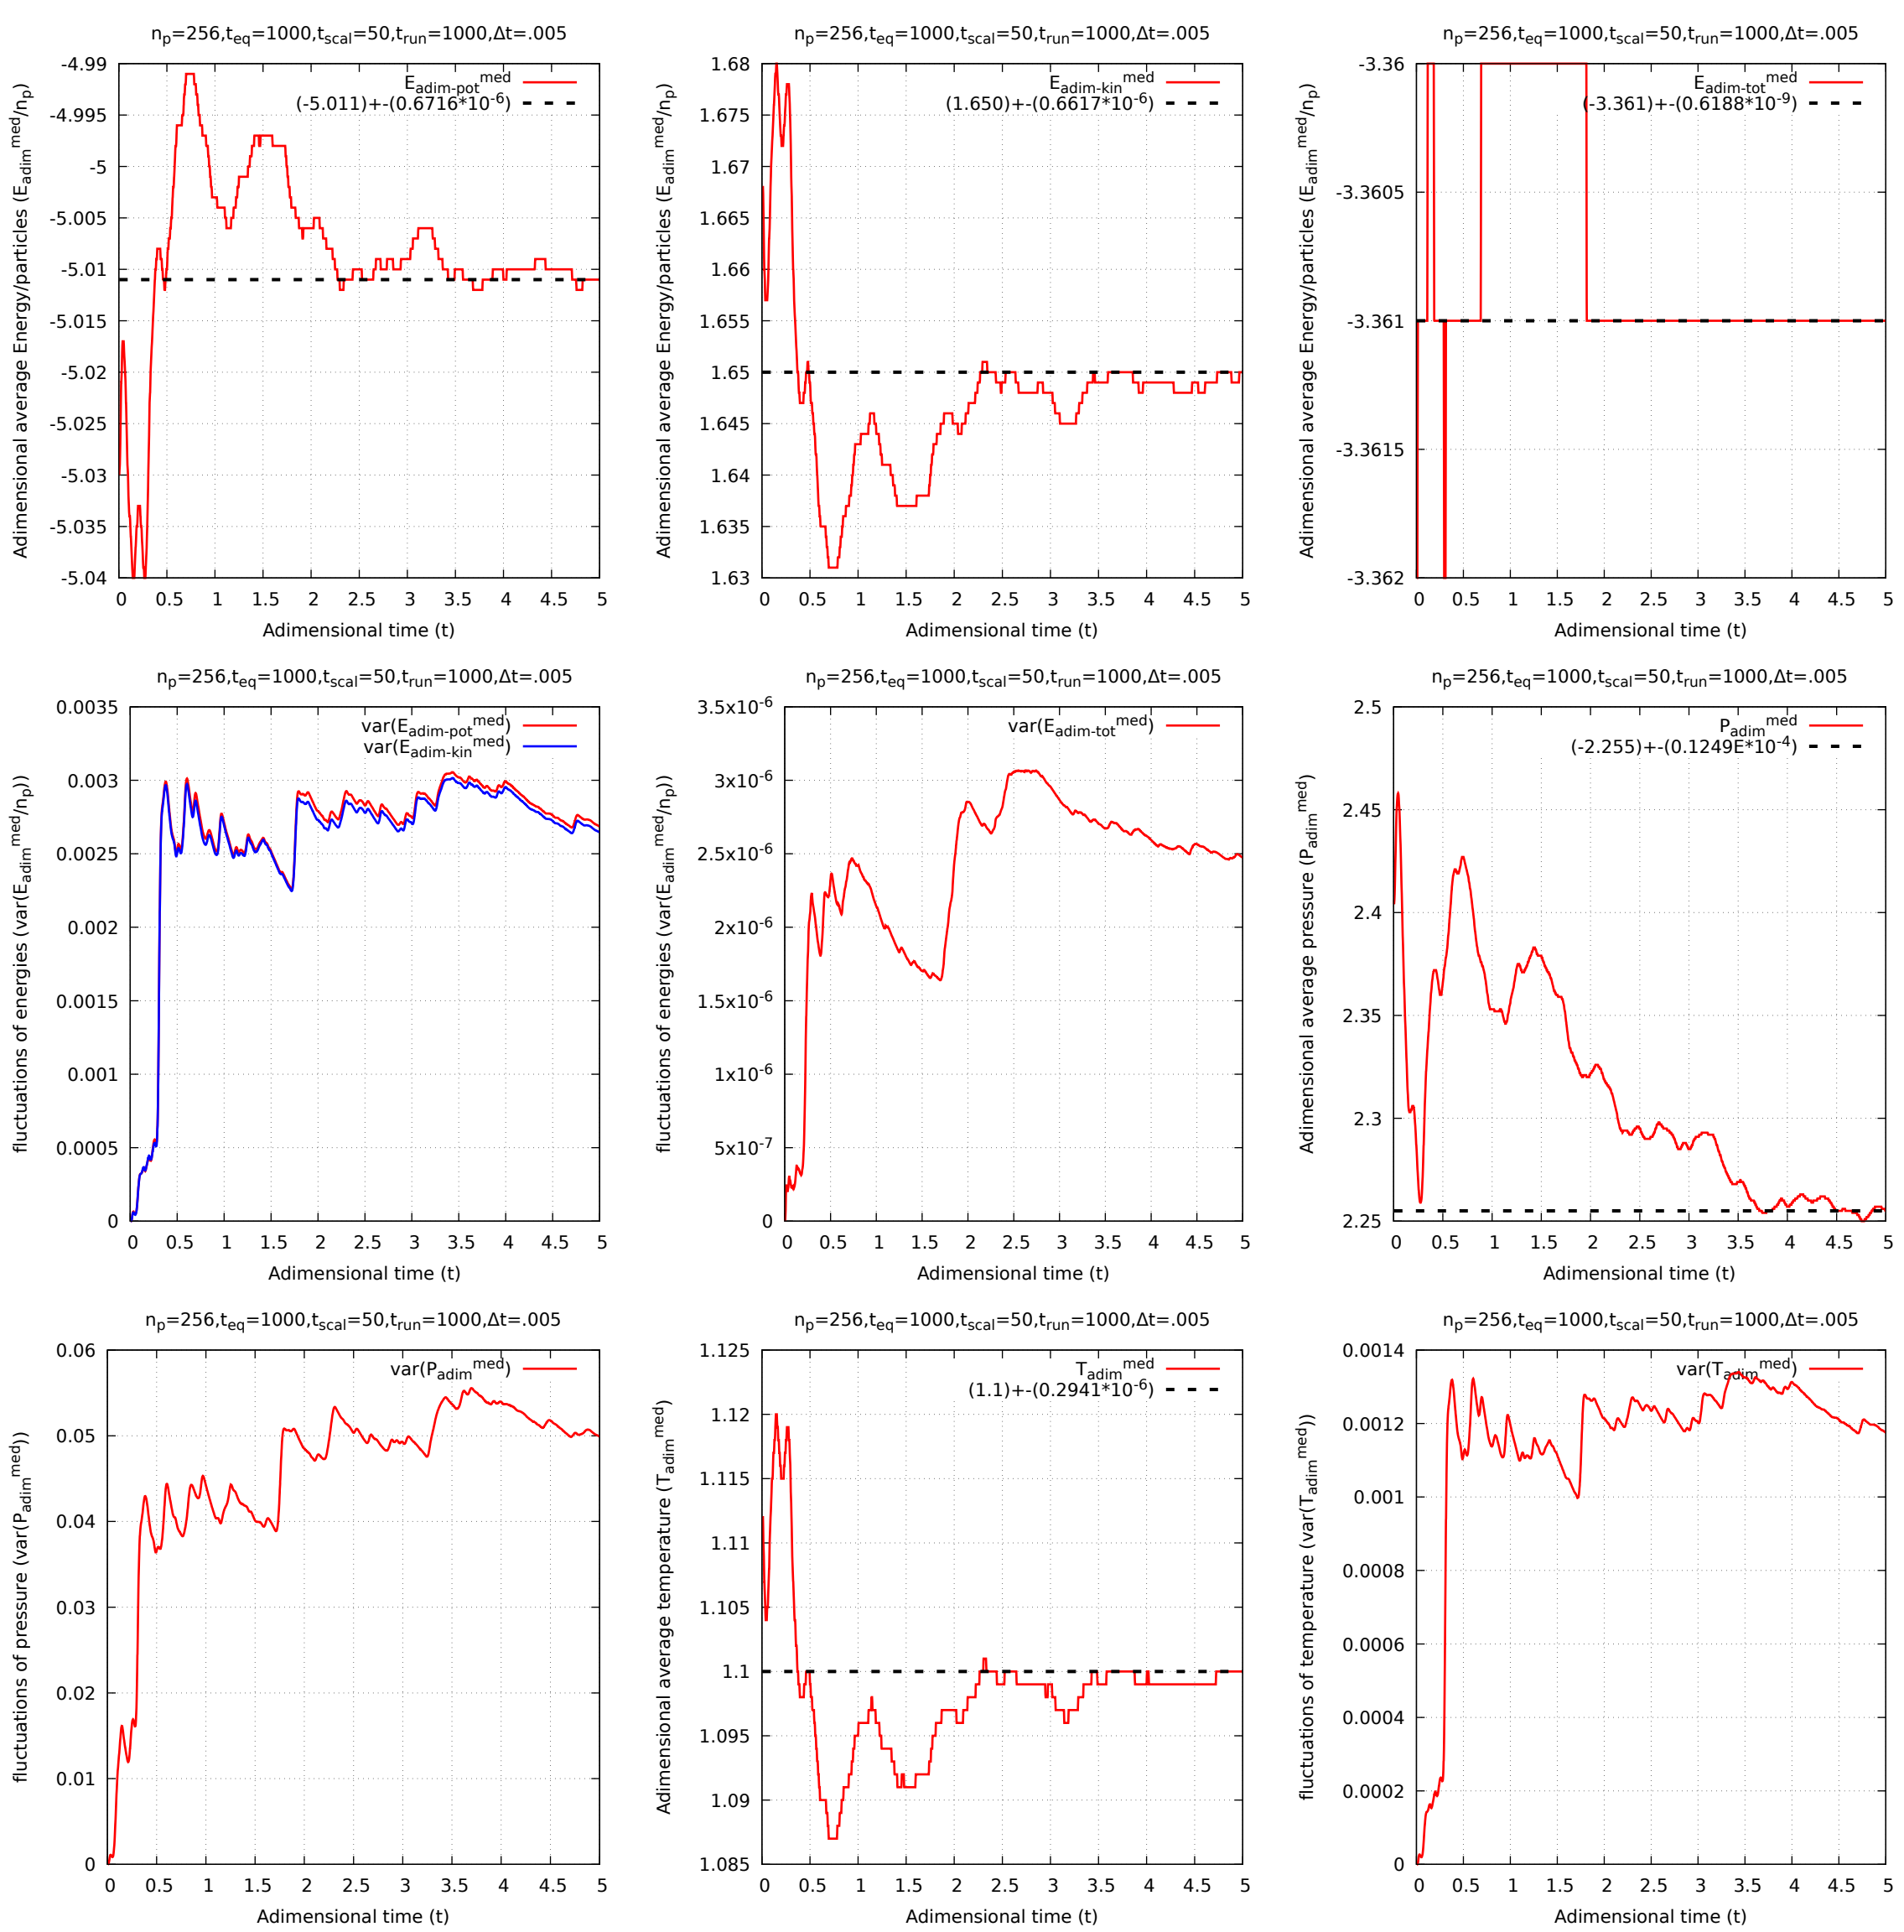 n_p=256,t_eq=1000,t_scal=50,t_run=1000,Δt=.005
Adimensional average Energy/particles (E_adim^med/n_p)
E_adim-pot^med
(-5.011)+-(0.6716*10^-6)
-4.99
-4.995
-5
-5.005
-5.01
-5.015
-5.02
-5.025
-5.03
-5.035
-5.04
0 0.5 1 1.5 2 2.5 3 3.5 4 4.5 5
Adimensional time (t)
n_p=256,t_eq=1000,t_scal=50,t_run=1000,Δt=.005
Adimensional average Energy/particles (E_adim^med/n_p)
E_adim-kin^med
(1.650)+-(0.6617*10^-6)
1.68
1.675
1.67
1.665
1.66
1.655
1.65
1.645
1.64
1.635
1.63
0 0.5 1 1.5 2 2.5 3 3.5 4 4.5 5
Adimensional time (t)
n_p=256,t_eq=1000,t_scal=50,t_run=1000,Δt=.005
Adimensional average Energy/particles (E_adim^med/n_p)
E_adim-tot^med
(-3.361)+-(0.6188*10^-9)
-3.36
-3.3605
-3.361
-3.3615
-3.362
0 0.5 1 1.5 2 2.5 3 3.5 4 4.5 5
Adimensional time (t)
n_p=256,t_eq=1000,t_scal=50,t_run=1000,Δt=.005
fluctuations of energies (var(E_adim^med/n_p))
var(E_adim-pot^med)
var(E_adim-kin^med)
0.0035
0.003
0.0025
0.002
0.0015
0.001
0.0005
0
0 0.5 1 1.5 2 2.5 3 3.5 4 4.5 5
Adimensional time (t)
n_p=256,t_eq=1000,t_scal=50,t_run=1000,Δt=.005
fluctuations of energies (var(E_adim^med/n_p))
var(E_adim-tot^med)
3.5x10^-6
3x10^-6
2.5x10^-6
2x10^-6
1.5x10^-6
1x10^-6
5x10^-7
0
0 0.5 1 1.5 2 2.5 3 3.5 4 4.5 5
Adimensional time (t)
n_p=256,t_eq=1000,t_scal=50,t_run=1000,Δt=.005
Adimensional average pressure (P_adim^med)
P_adim^med
(-2.255)+-(0.1249E*10^-4)
2.5
2.45
2.4
2.35
2.3
2.25
0 0.5 1 1.5 2 2.5 3 3.5 4 4.5 5
Adimensional time (t)
n_p=256,t_eq=1000,t_scal=50,t_run=1000,Δt=.005
fluctuations of pressure (var(P_adim^med))
var(P_adim^med)
0.06
0.05
0.04
0.03
0.02
0.01
0
0 0.5 1 1.5 2 2.5 3 3.5 4 4.5 5
Adimensional time (t)
n_p=256,t_eq=1000,t_scal=50,t_run=1000,Δt=.005
Adimensional average temperature (T_adim^med)
T_adim^med
(1.1)+-(0.2941*10^-6)
1.125
1.12
1.115
1.11
1.105
1.1
1.095
1.09
1.085
0 0.5 1 1.5 2 2.5 3 3.5 4 4.5 5
Adimensional time (t)
n_p=256,t_eq=1000,t_scal=50,t_run=1000,Δt=.005
fluctuations of temperature (var(T_adim^med))
var(T_adim^med)
0.0014
0.0012
0.001
0.0008
0.0006
0.0004
0.0002
0
0 0.5 1 1.5 2 2.5 3 3.5 4 4.5 5
Adimensional time (t)